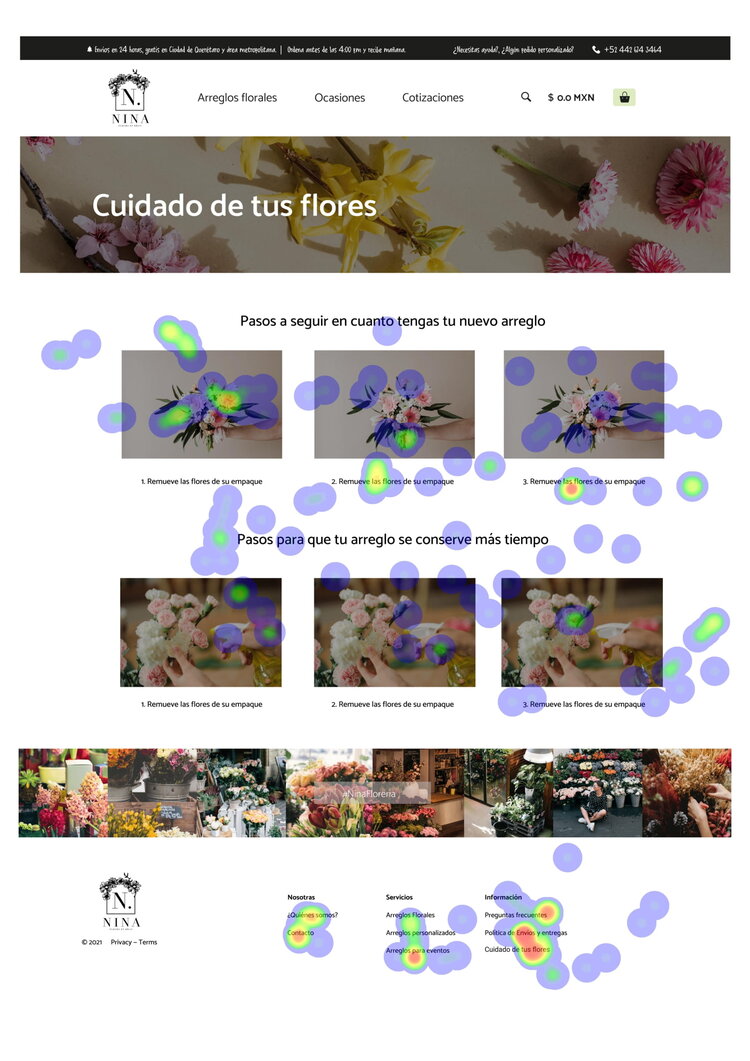 Envios en 24 horas, gratis en Ciudad de Querétaro y área metropolitana. | Ordena antes de las 4:00 pm y recibe mañana.
¿Necesitas ayuda?, ¿Algún pedido personalizado?
+52 442 614 3464
N.
NINA
Arreglos florales
Ocasiones
Cotizaciones
$ 0.0 MXN
Cuidado de tus flores
Pasos a seguir en cuanto tengas tu nuevo arreglo
1. Remueve las flores de su empaque
2. Remueve las flores de su empaque
3. Remueve las flores de su empaque
Pasos para que tu arreglo se conserve más tiempo
1. Remueve las flores de su empaque
2. Remueve las flores de su empaque
3. Remueve las flores de su empaque
#NinaFlorería
N.
NINA
© 2021 Privacy – Terms
Nosotras
¿Quiénes somos?
Contacto
Servicios
Arreglos Florales
Arreglos personalizados
Arreglos para eventos
Información
Preguntas frecuentes
Política de Envíos y entregas
Cuidado de tus flores